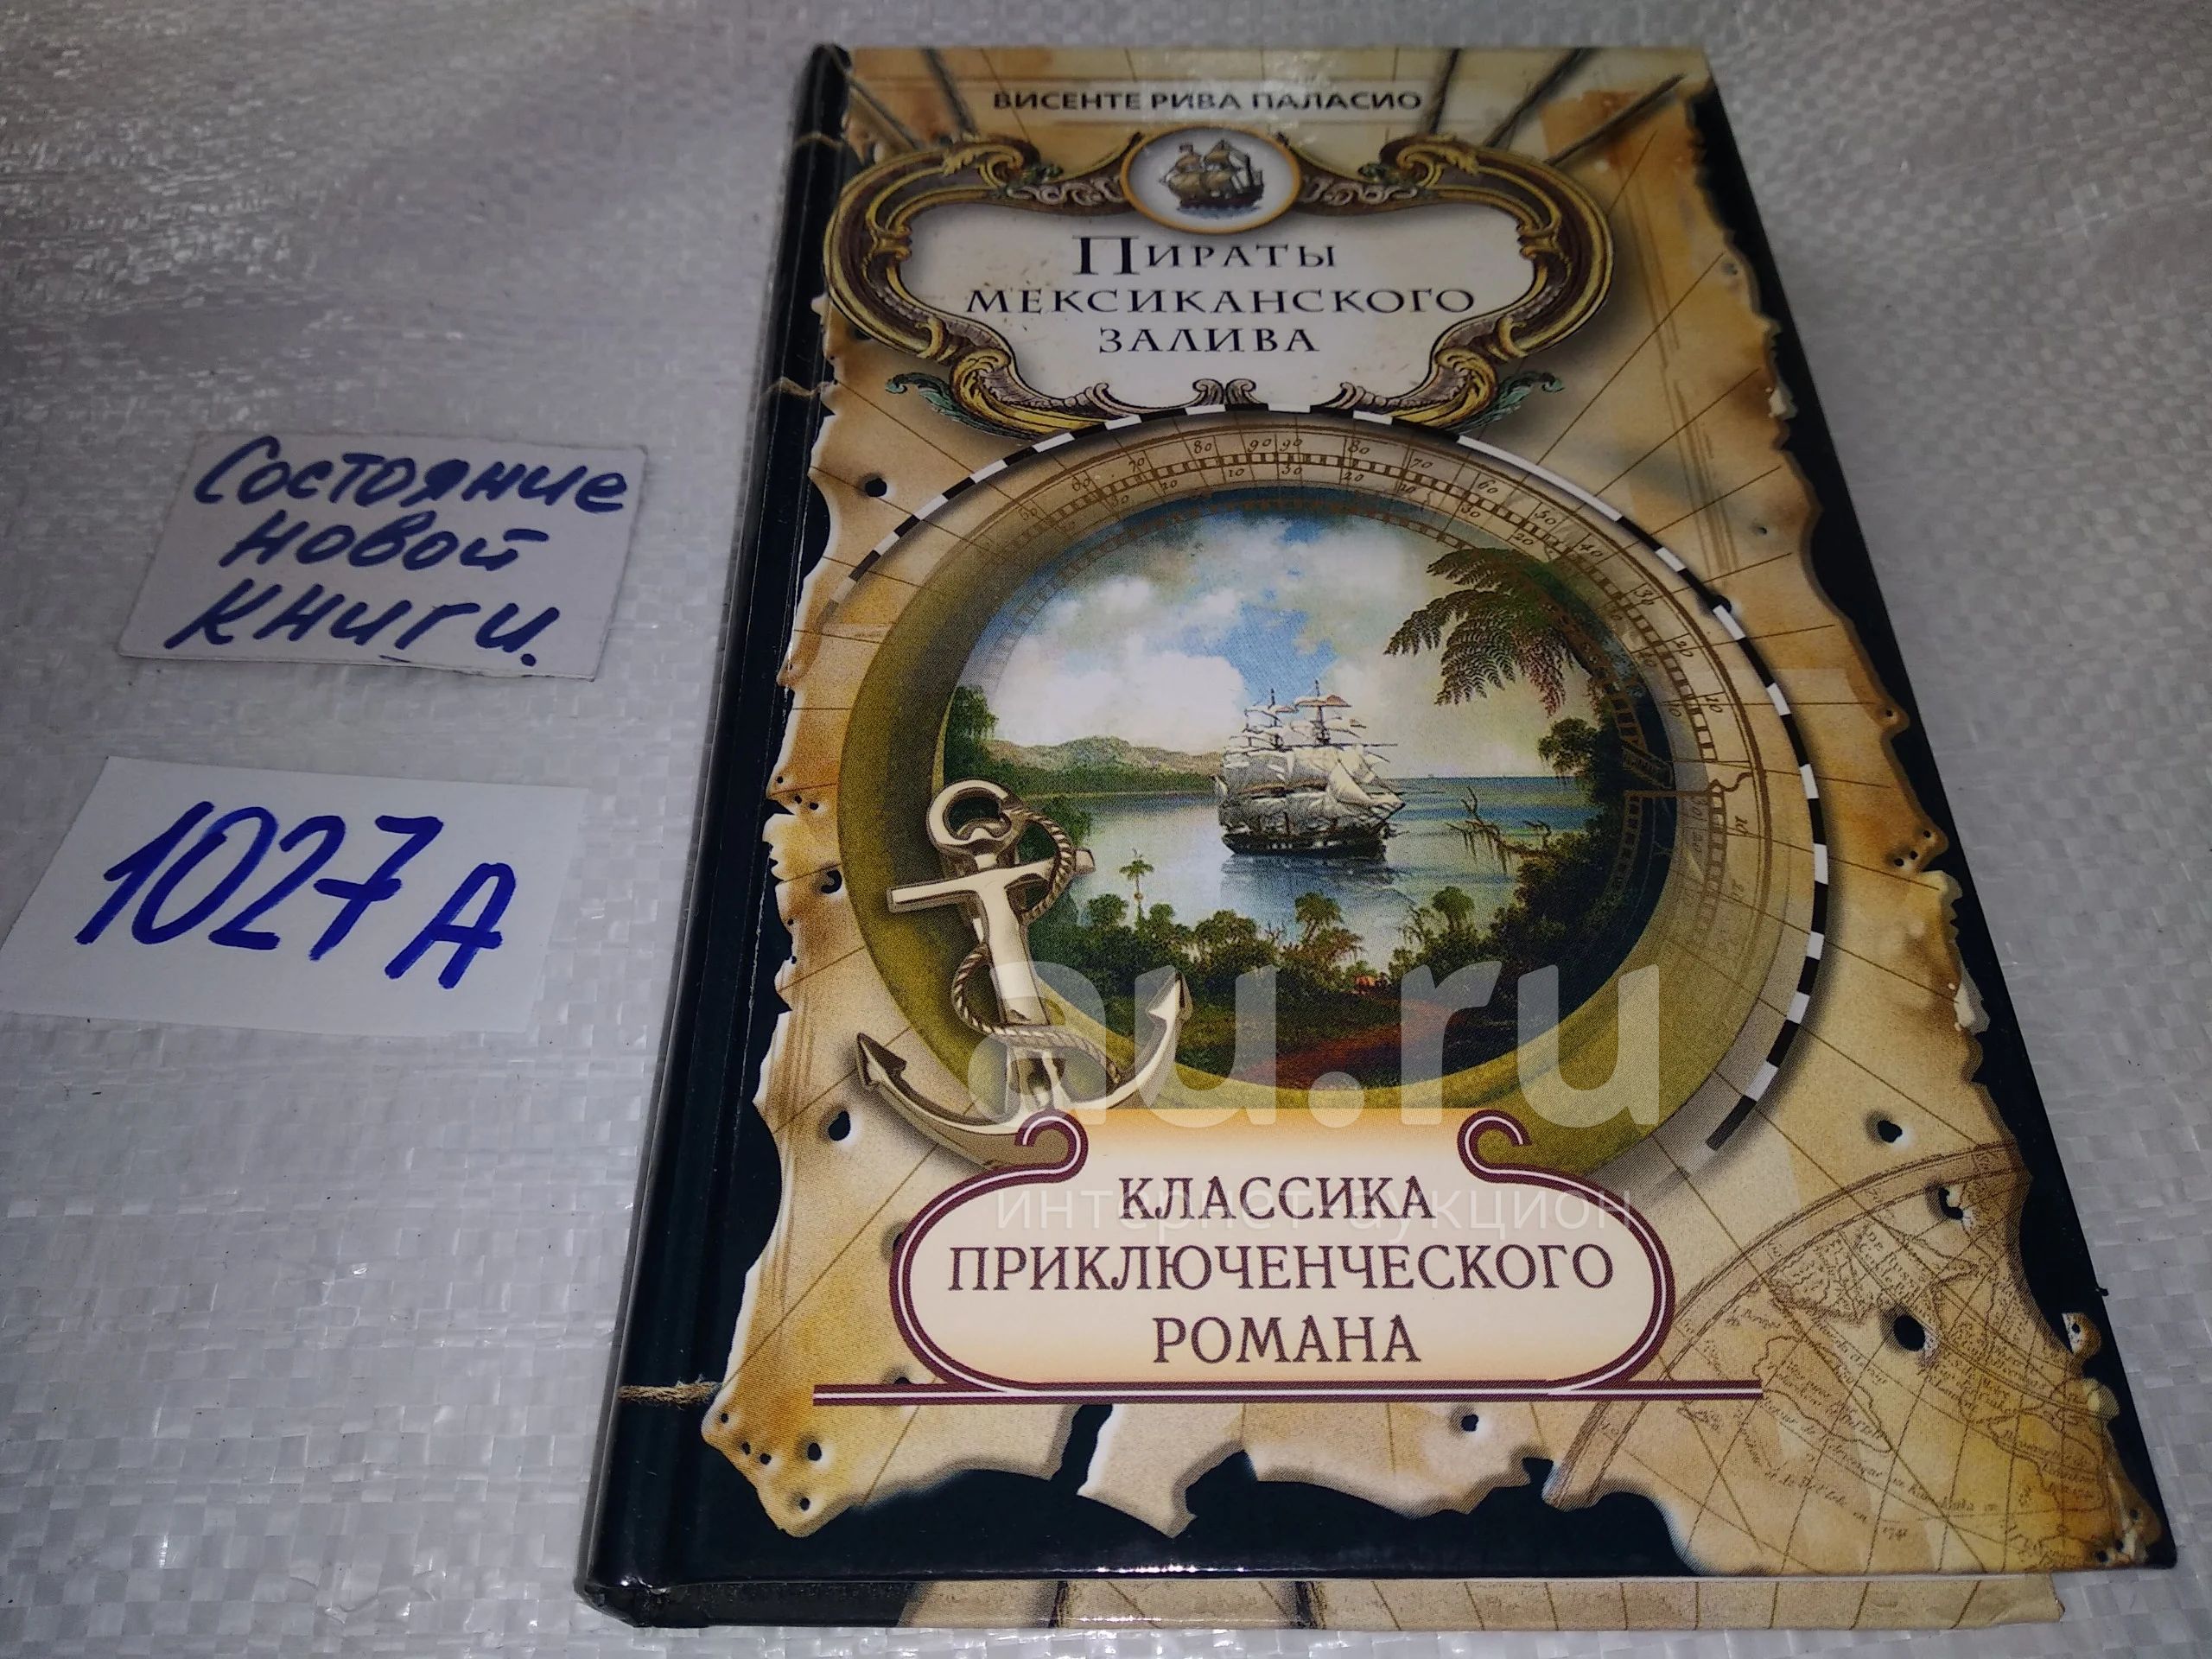 ВИСЕНТЕ РИВА ПАЛАСИО
ПИРАТЫ
МЕКСИКАНСКОГО
ЗАЛИВА
Состояние
новой
книги.
1027А
au.ru
интернет-аукцион
КЛАССИКА
ПРИКЛЮЧЕНЧЕСКОГО
РОМАНА